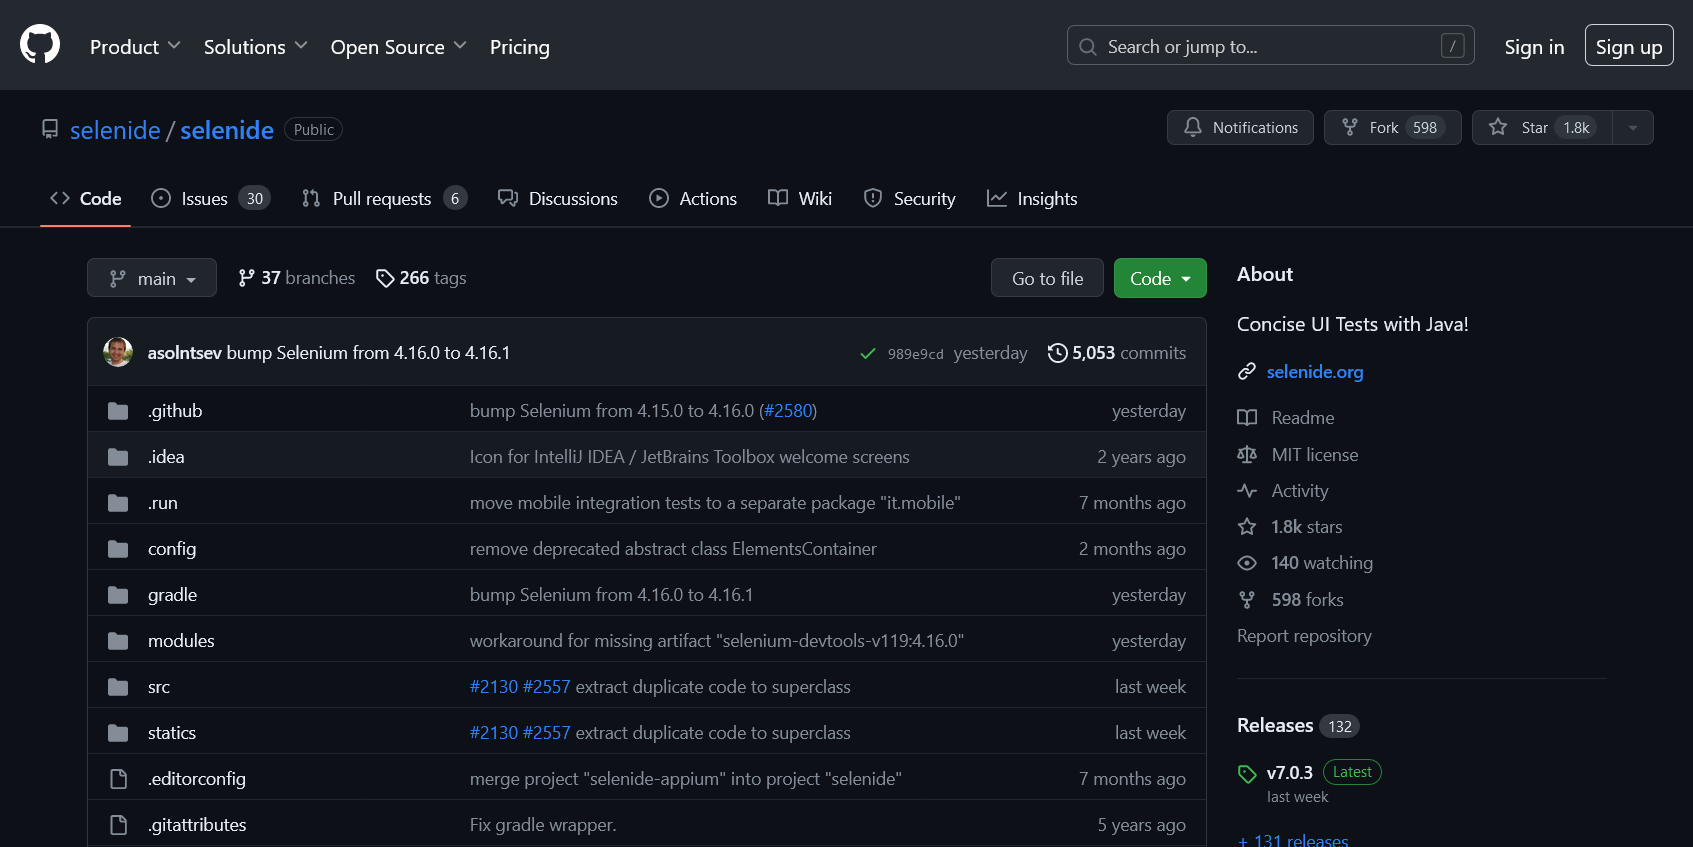 Product Solutions Open Source Pricing Search or jump to... / Sign in Sign up
selenide / selenide Public Notifications Fork 598 Star 1.8k
Code Issues 30 Pull requests 6 Discussions Actions Wiki Security Insights
main 37 branches 266 tags Go to file Code
asolntsev bump Selenium from 4.16.0 to 4.16.1 989e9cd yesterday 5,053 commits
.github bump Selenium from 4.15.0 to 4.16.0 (#2580) yesterday
.idea Icon for IntelliJ IDEA / JetBrains Toolbox welcome screens 2 years ago
.run move mobile integration tests to a separate package "it.mobile" 7 months ago
config remove deprecated abstract class ElementsContainer 2 months ago
gradle bump Selenium from 4.16.0 to 4.16.1 yesterday
modules workaround for missing artifact "selenium-devtools-v119:4.16.0" yesterday
src #2130 #2557 extract duplicate code to superclass last week
statics #2130 #2557 extract duplicate code to superclass last week
.editorconfig merge project "selenide-appium" into project "selenide" 7 months ago
.gitattributes Fix gradle wrapper. 5 years ago
About
Concise UI Tests with Java!
selenide.org
Readme
MIT license
Activity
1.8k stars
140 watching
598 forks
Report repository
Releases 132
v7.0.3 Latest
last week
+ 131 releases